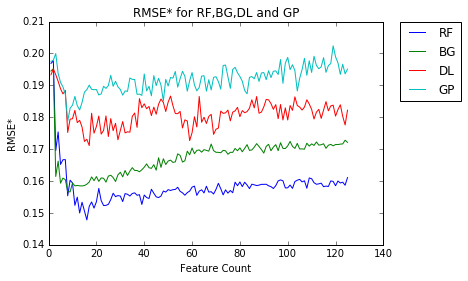 RMSE* for RF,BG,DL and GP
RF
BG
DL
GP
0.21
0.20
0.19
0.18
0.17
0.16
0.15
0.14
RMSE*
0 20 40 60 80 100 120 140
Feature Count